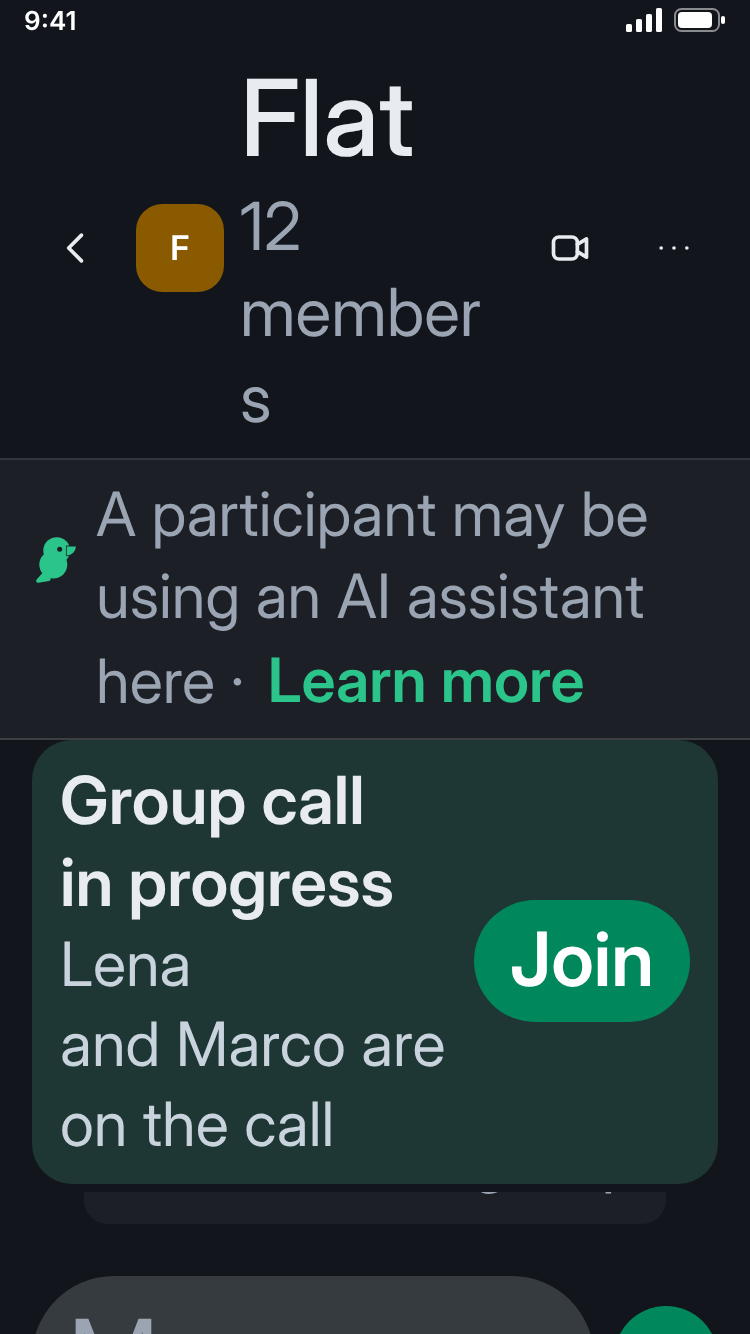 9:41
Flat
F
12
member
s
A participant may be
using an AI assistant
here · Learn more
Group call
in progress
Lena
and Marco are
on the call
Join